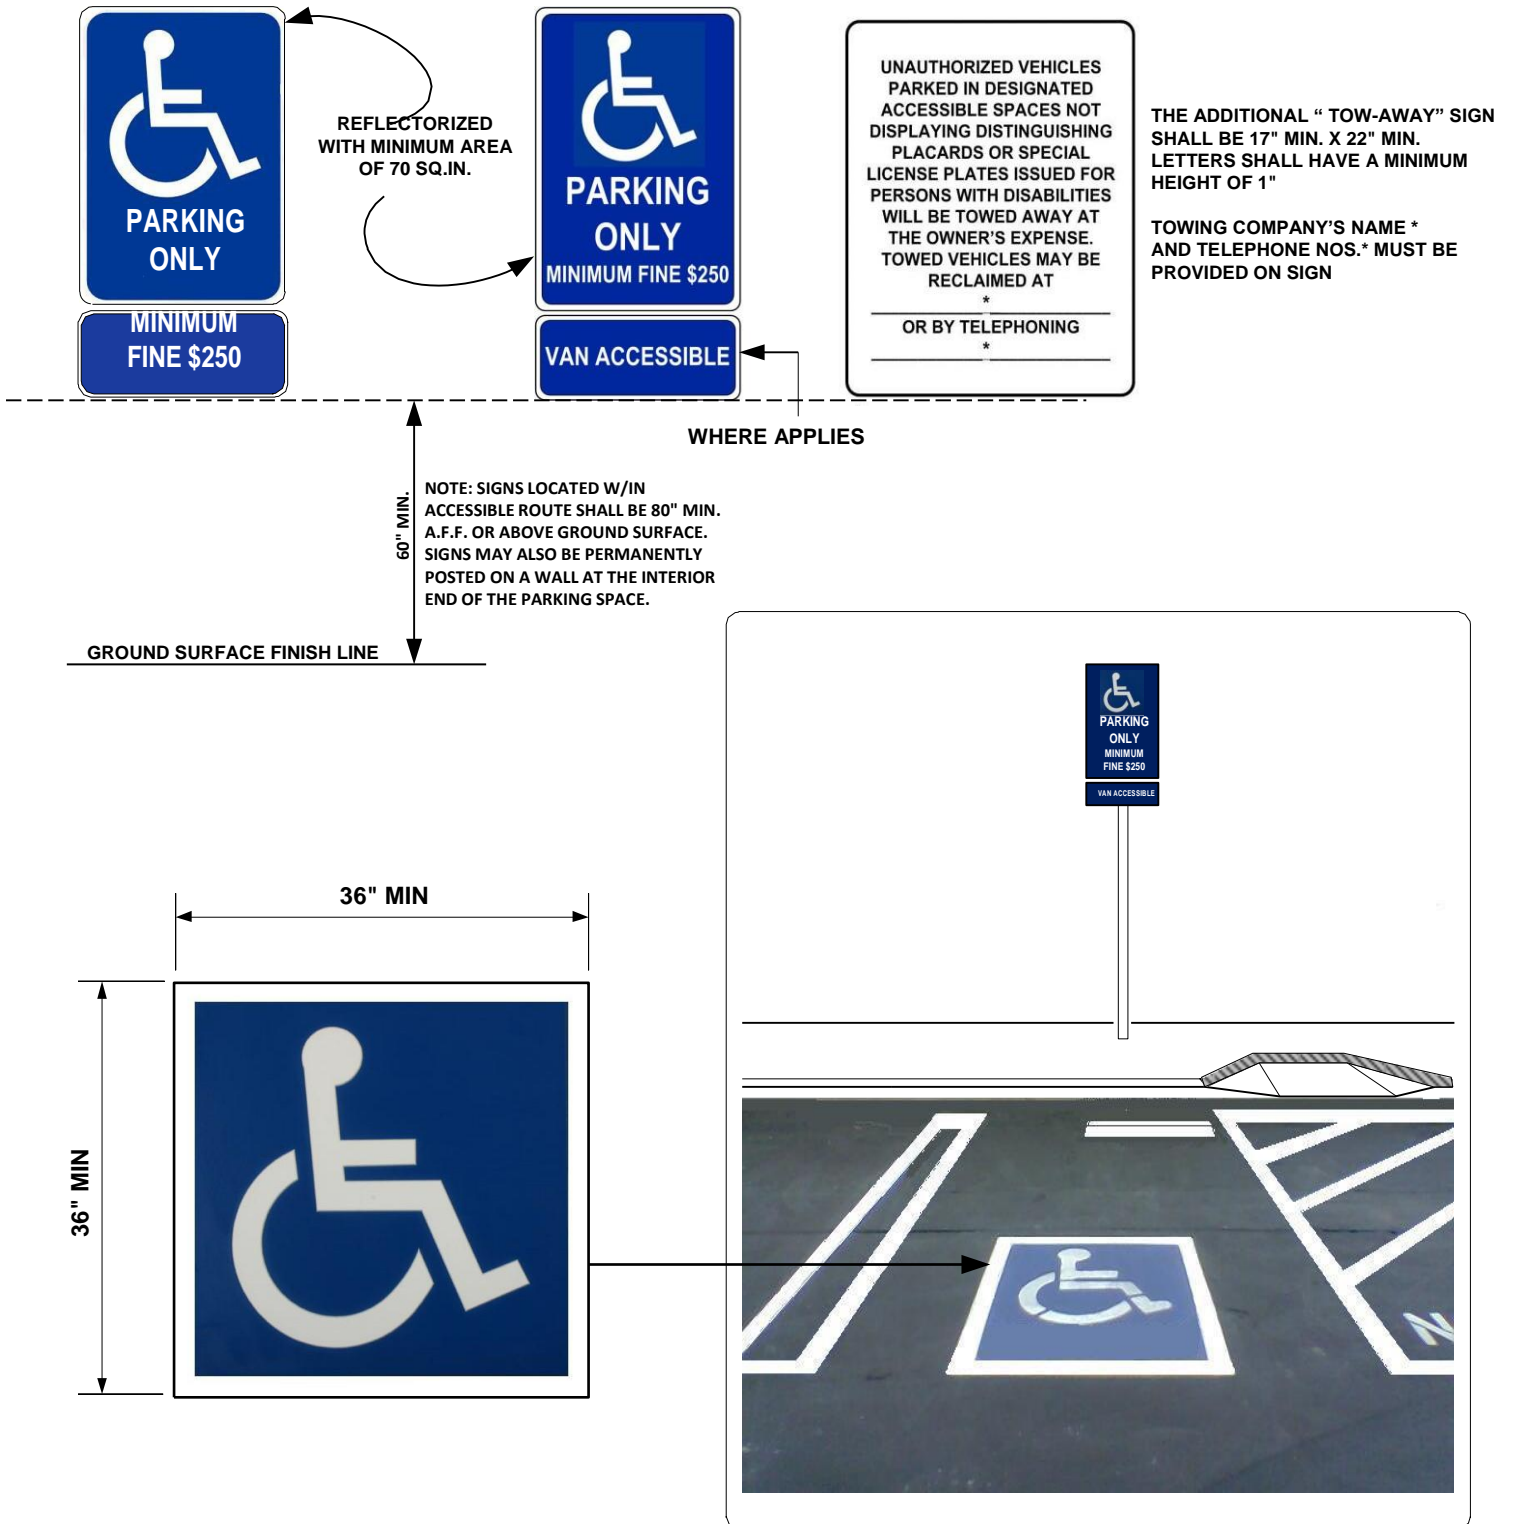 PARKING
ONLY
MINIMUM
FINE $250
REFLECTORIZED
WITH MINIMUM AREA
OF 70 SQ.IN.
PARKING
ONLY
MINIMUM FINE $250
VAN ACCESSIBLE
WHERE APPLIES
UNAUTHORIZED VEHICLES
PARKED IN DESIGNATED
ACCESSIBLE SPACES NOT
DISPLAYING DISTINGUISHING
PLACARDS OR SPECIAL
LICENSE PLATES ISSUED FOR
PERSONS WITH DISABILITIES
WILL BE TOWED AWAY AT
THE OWNER'S EXPENSE.
TOWED VEHICLES MAY BE
RECLAIMED AT
*
OR BY TELEPHONING
*
THE ADDITIONAL “ TOW-AWAY” SIGN
SHALL BE 17" MIN. X 22" MIN.
LETTERS SHALL HAVE A MINIMUM
HEIGHT OF 1"
TOWING COMPANY’S NAME *
AND TELEPHONE NOS.* MUST BE
PROVIDED ON SIGN
60" MIN.
NOTE: SIGNS LOCATED W/IN
ACCESSIBLE ROUTE SHALL BE 80" MIN.
A.F.F. OR ABOVE GROUND SURFACE.
SIGNS MAY ALSO BE PERMANENTLY
POSTED ON A WALL AT THE INTERIOR
END OF THE PARKING SPACE.
GROUND SURFACE FINISH LINE
PARKING
ONLY
MINIMUM
FINE $250
VAN ACCESSIBLE
36" MIN
36" MIN
N